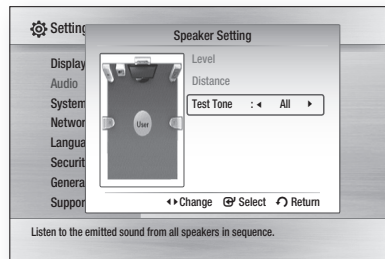 Setting
Speaker Setting
Display
Audio
System
Networ
Langua
Securit
Genera
Suppor
Level
Distance
Test Tone : ◂ All ▸
User
◂▸ Change Select Return
Listen to the emitted sound from all speakers in sequence.